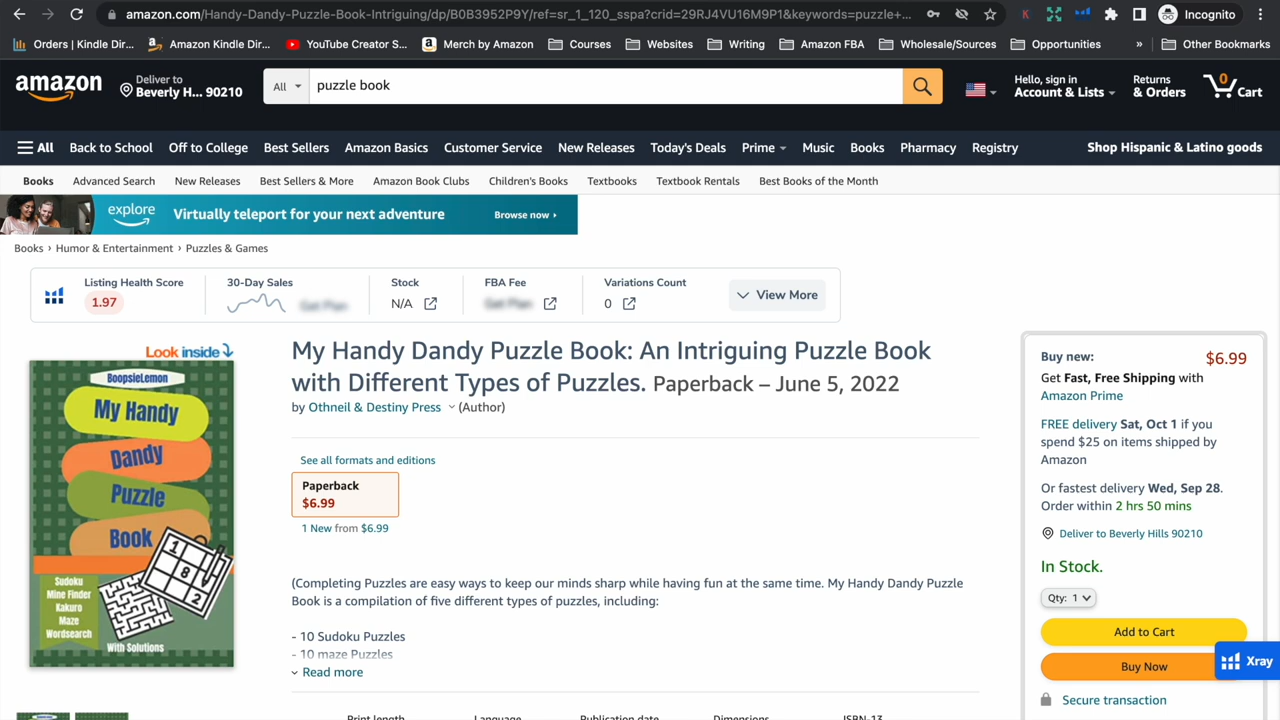 amazon.com/Handy-Dandy-Puzzle-Book-Intriguing/dp/B0B3952P9Y/ref=sr_1_120_sspa?crid=29RJ4VU16M9P1&keywords=puzzle+...
Incognito
Orders | Kindle Dir... Amazon Kindle Dir... YouTube Creator S... Merch by Amazon Courses Websites Writing Amazon FBA Wholesale/Sources Opportunities » Other Bookmarks
amazon
Deliver to
Beverly H... 90210
All
puzzle book
Hello, sign in
Account & Lists
Returns
& Orders
0
Cart
All Back to School Off to College Best Sellers Amazon Basics Customer Service New Releases Today's Deals Prime Music Books Pharmacy Registry Shop Hispanic & Latino goods
Books Advanced Search New Releases Best Sellers & More Amazon Book Clubs Children's Books Textbooks Textbook Rentals Best Books of the Month
explore Virtually teleport for your next adventure Browse now ›
Books › Humor & Entertainment › Puzzles & Games
Listing Health Score 30-Day Sales Stock FBA Fee Variations Count
1.97 N/A 0 View More
Look inside
BoopsieLemon
My Handy
Dandy
Puzzle
Book
1
8
2
Sudoku
Mine Finder
Kakuro
Maze
Wordsearch
With Solutions
My Handy Dandy Puzzle Book: An Intriguing Puzzle Book
with Different Types of Puzzles. Paperback – June 5, 2022
by Othneil & Destiny Press (Author)
See all formats and editions
Paperback
$6.99
1 New from $6.99
(Completing Puzzles are easy ways to keep our minds sharp while having fun at the same time. My Handy Dandy Puzzle
Book is a compilation of five different types of puzzles, including:
- 10 Sudoku Puzzles
- 10 maze Puzzles
Read more
Print length Language Publication date Dimensions ISBN-13
Buy new: $6.99
Get Fast, Free Shipping with
Amazon Prime
FREE delivery Sat, Oct 1 if you
spend $25 on items shipped by
Amazon
Or fastest delivery Wed, Sep 28.
Order within 2 hrs 50 mins
Deliver to Beverly Hills 90210
In Stock.
Qty: 1
Add to Cart
Buy Now
Xray
Secure transaction